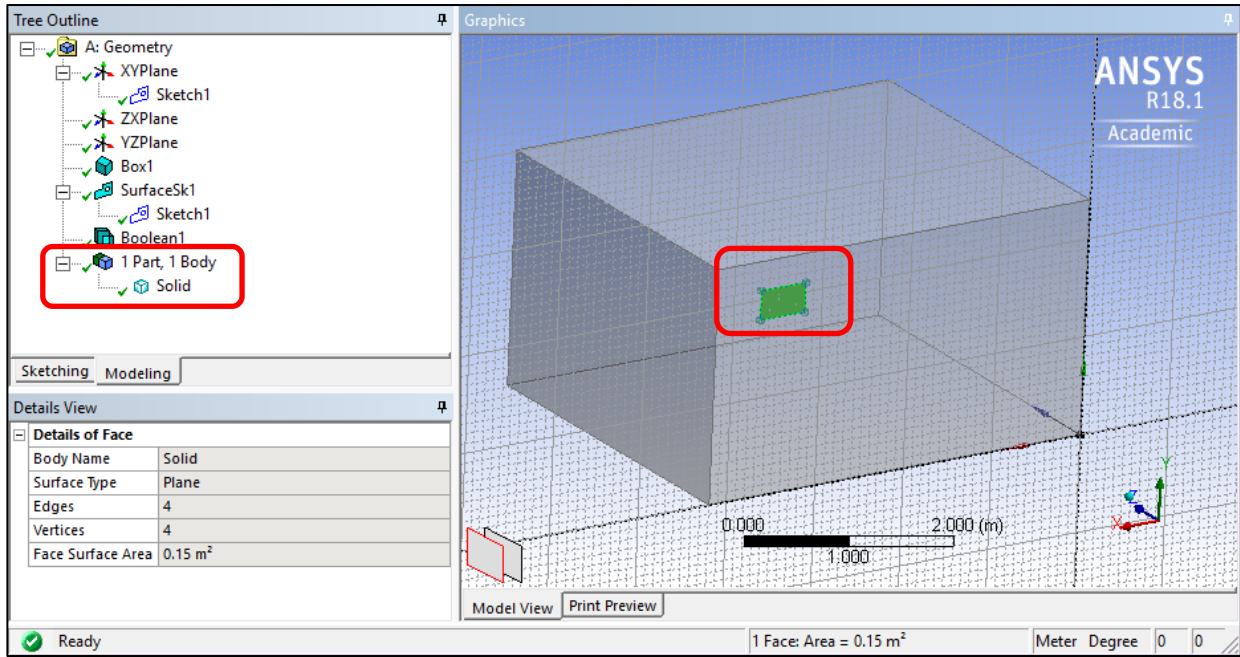 Tree Outline
A: Geometry
XYPlane
Sketch1
ZXPlane
YZPlane
Box1
SurfaceSk1
Sketch1
Boolean1
1 Part, 1 Body
Solid
Sketching Modeling
Details View
Details of Face
Body Name Solid
Surface Type Plane
Edges 4
Vertices 4
Face Surface Area 0.15 m²
Graphics
ANSYS
R18.1
Academic
0.000 2.000 (m)
1.000
Y
Z
X
Model View Print Preview
Ready 1 Face: Area = 0.15 m² Meter Degree 0 0